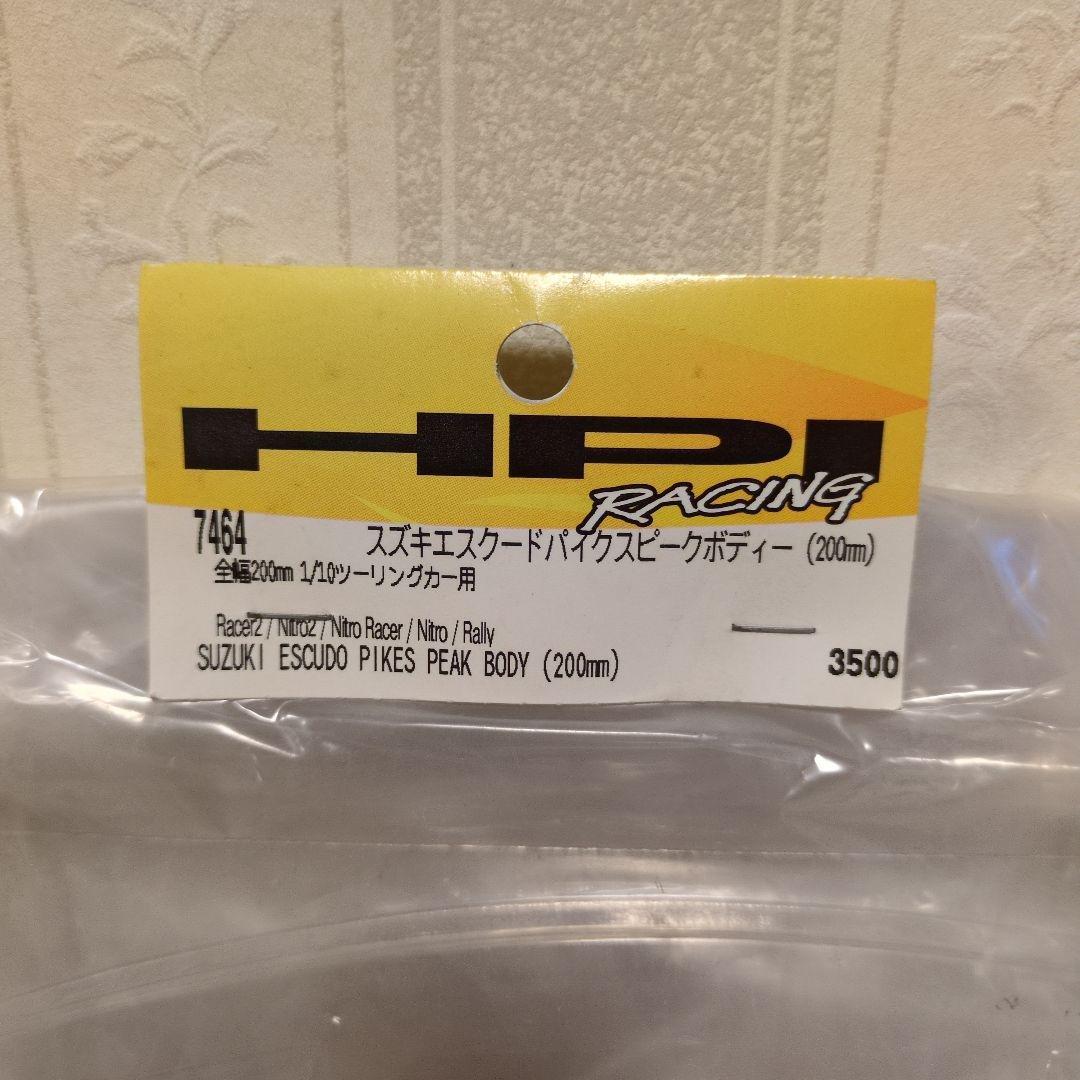 HPI
RACING
7464 スズキエスクードパイクスピークボディー (200mm)
全幅200mm 1/10ツーリングカー用
Racer2 / Nitro2 / Nitro Racer / Nitro / Rally
SUZUKI ESCUDO PIKES PEAK BODY (200mm) 3500